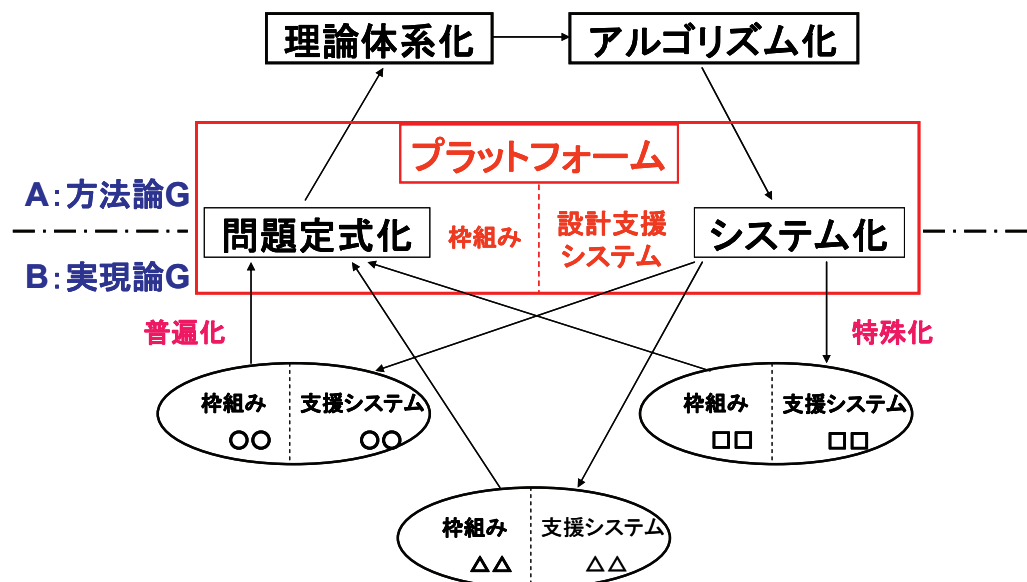 理論体系化
アルゴリズム化
プラットフォーム
A:方法論G
問題定式化
枠組み
設計支援
システム
システム化
B:実現論G
普遍化
特殊化
枠組み
支援システム
○○
○○
枠組み
支援システム
□□
□□
枠組み
支援システム
△△
△△